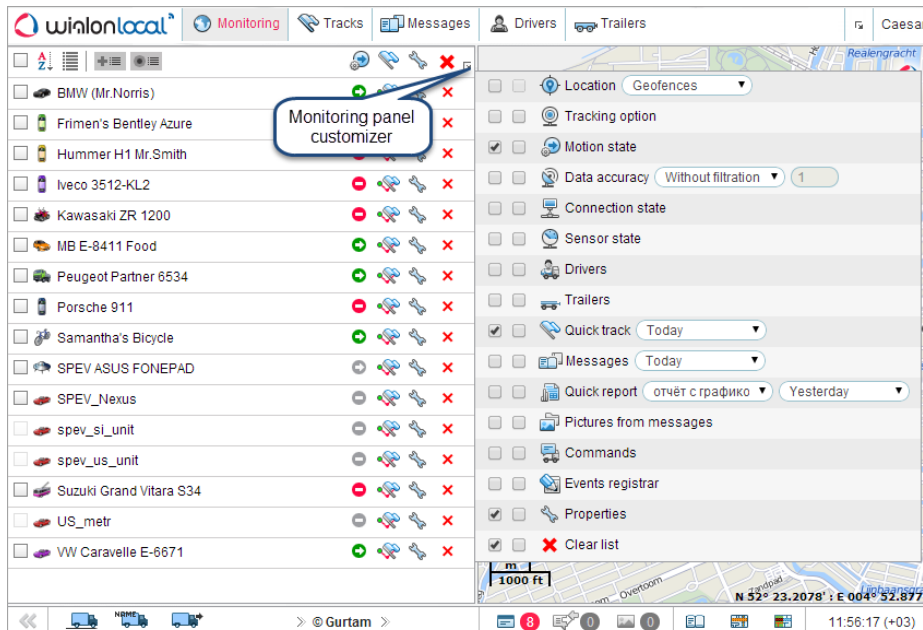 wialonlocal Monitoring Tracks Messages Drivers Trailers Caesa
Realengracht
BMW (Mr.Norris)
Frimen's Bentley Azure
Hummer H1 Mr.Smith
Iveco 3512-KL2
Kawasaki ZR 1200
MB E-8411 Food
Peugeot Partner 6534
Porsche 911
Samantha's Bicycle
SPEV ASUS FONEPAD
SPEV_Nexus
spev_si_unit
spev_us_unit
Suzuki Grand Vitara S34
US_metr
VW Caravelle E-6671
Monitoring panel
customizer
Location Geofences
Tracking option
Motion state
Data accuracy Without filtration 1
Connection state
Sensor state
Drivers
Trailers
Quick track Today
Messages Today
Quick report отчёт с графико Yesterday
Pictures from messages
Commands
Events registrar
Properties
Clear list
m
1000 ft
Overtoom
N 52° 23.2078' : E 004° 52.877
NAME
© Gurtam
8 0 0
11:56:17 (+03)